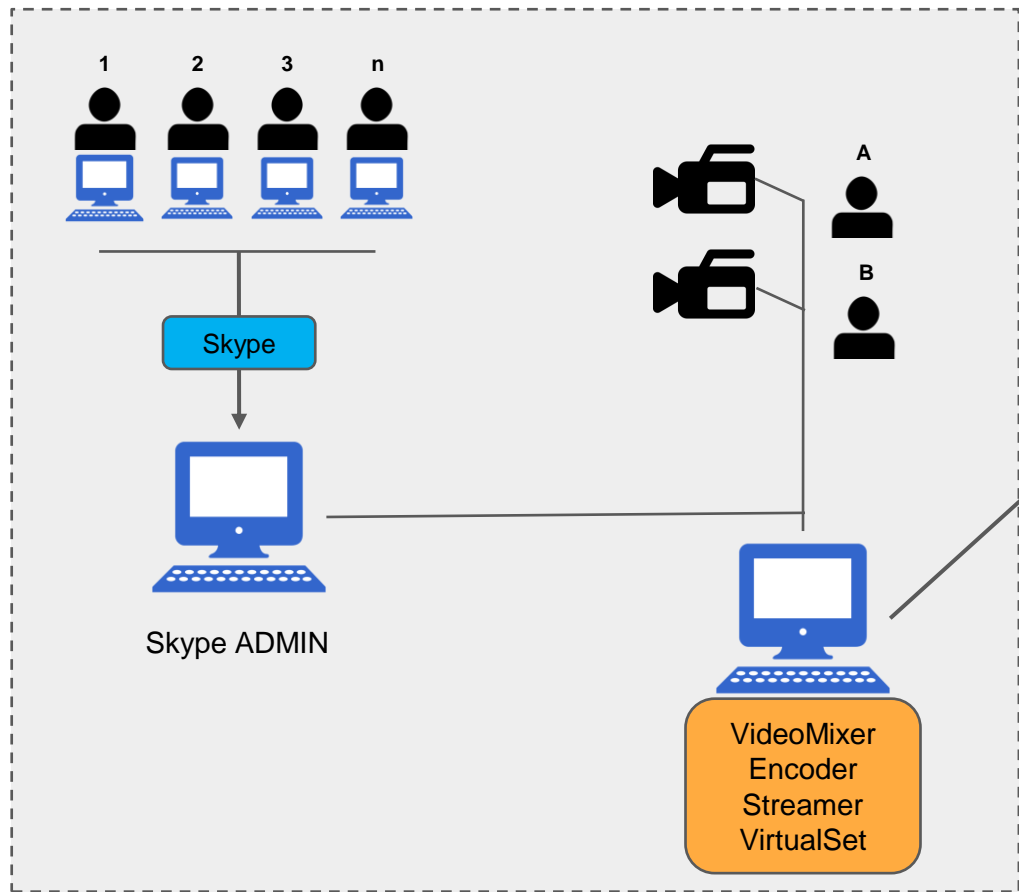 1 2 3 n
A
B
Skype
Skype ADMIN
VideoMixer
Encoder
Streamer
VirtualSet